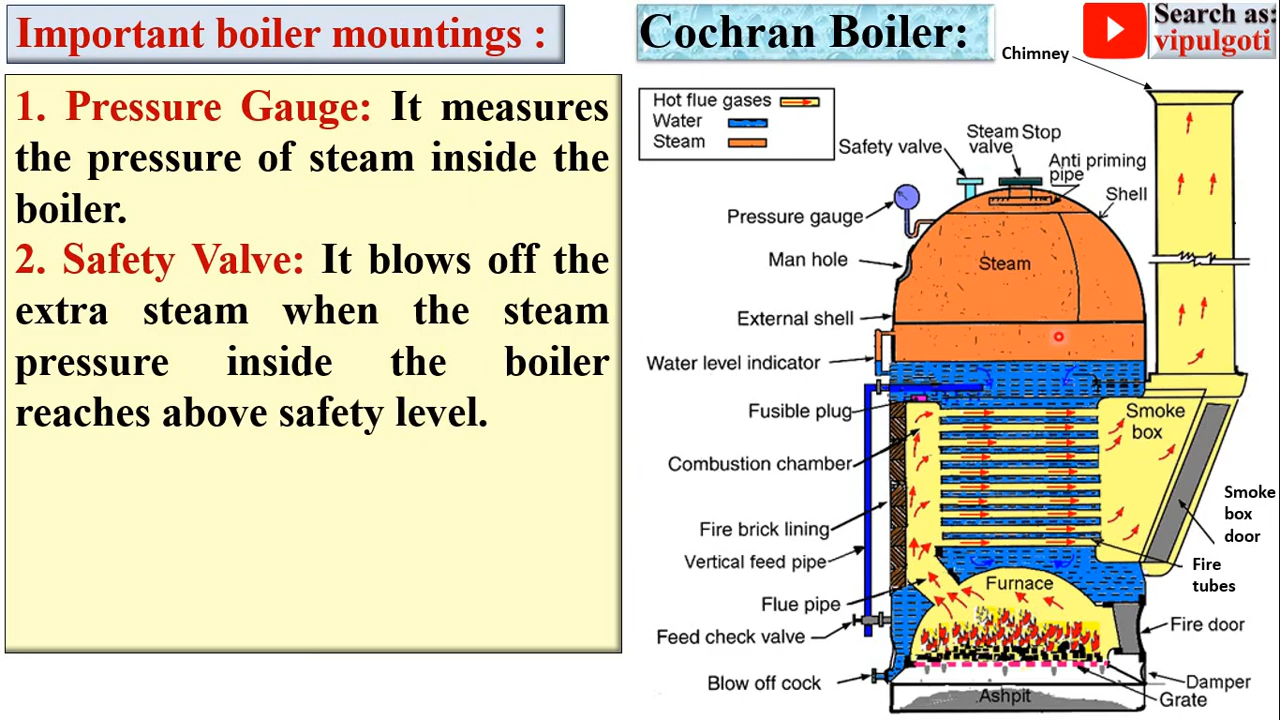 Important boiler mountings :
1. Pressure Gauge: It measures
the pressure of steam inside the
boiler.
2. Safety Valve: It blows off the
extra steam when the steam
pressure inside the boiler
reaches above safety level.
Cochran Boiler:
Search as:
vipulgoti
Chimney
Hot flue gases
Water
Steam
Safety valve
Steam Stop
valve
Anti priming
pipe
Shell
Pressure gauge
Man hole
Steam
External shell
Water level indicator
Fusible plug
Smoke
box
Combustion chamber
Smoke
box
door
Fire brick lining
Vertical feed pipe
Fire
tubes
Furnace
Flue pipe
Feed check valve
Fire door
Blow off cock
Damper
Grate
Ashpit